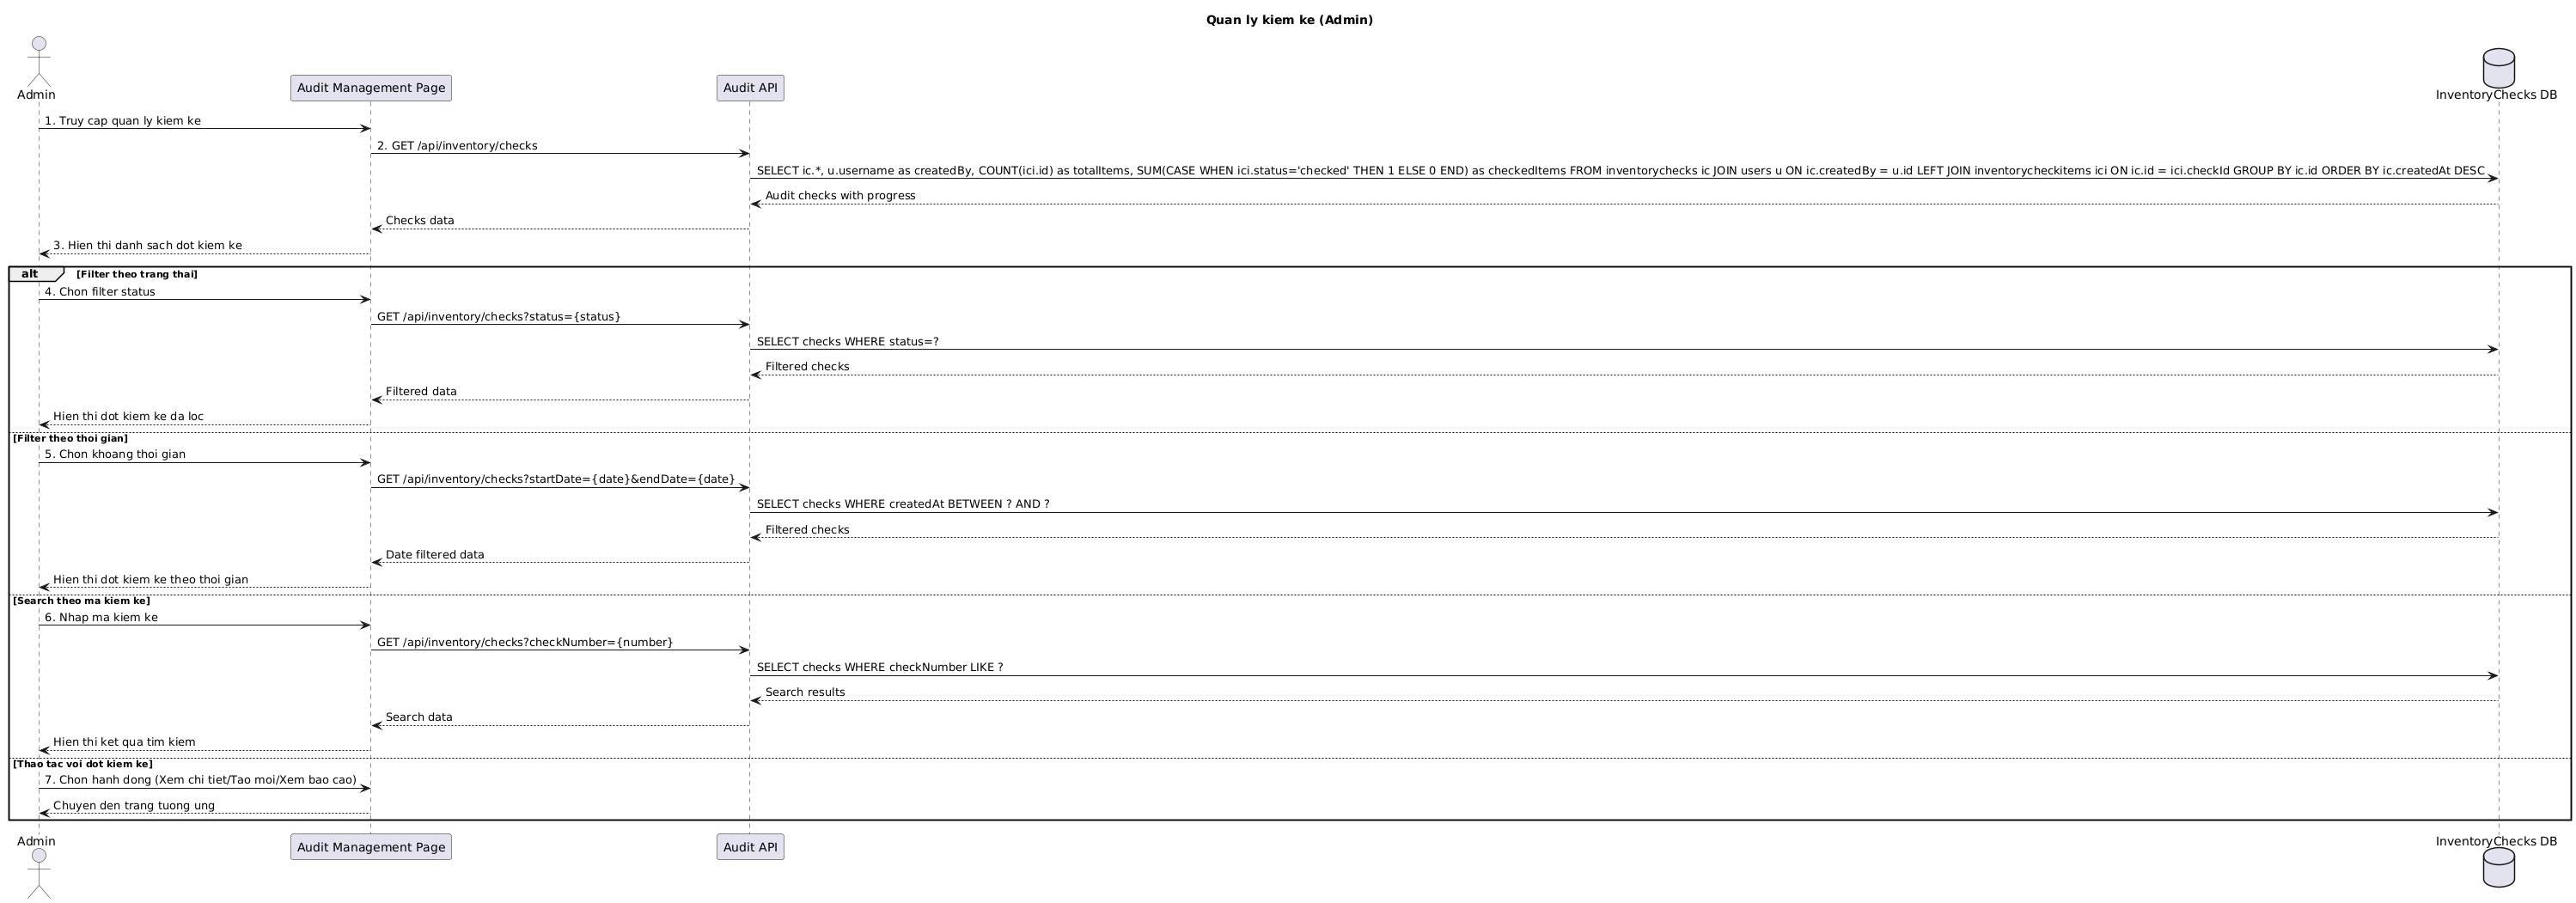 Quan ly kiem ke (Admin)
Admin
Audit Management Page
Audit API
InventoryChecks DB
1. Truy cap quan ly kiem ke
2. GET /api/inventory/checks
SELECT ic.*, u.username as createdBy, COUNT(ici.id) as totalItems, SUM(CASE WHEN ici.status='checked' THEN 1 ELSE 0 END) as checkedItems FROM inventorychecks ic JOIN users u ON ic.createdBy = u.id LEFT JOIN inventorycheckitems ici ON ic.id = ici.checkId GROUP BY ic.id ORDER BY ic.createdAt DESC
Audit checks with progress
Checks data
3. Hien thi danh sach dot kiem ke
alt [Filter theo trang thai]
4. Chon filter status
GET /api/inventory/checks?status={status}
SELECT checks WHERE status=?
Filtered checks
Filtered data
Hien thi dot kiem ke da loc
[Filter theo thoi gian]
5. Chon khoang thoi gian
GET /api/inventory/checks?startDate={date}&endDate={date}
SELECT checks WHERE createdAt BETWEEN ? AND ?
Filtered checks
Date filtered data
Hien thi dot kiem ke theo thoi gian
[Search theo ma kiem ke]
6. Nhap ma kiem ke
GET /api/inventory/checks?checkNumber={number}
SELECT checks WHERE checkNumber LIKE ?
Search results
Search data
Hien thi ket qua tim kiem
[Thao tac voi dot kiem ke]
7. Chon hanh dong (Xem chi tiet/Tao moi/Xem bao cao)
Chuyen den trang tuong ung
Admin
Audit Management Page
Audit API
InventoryChecks DB